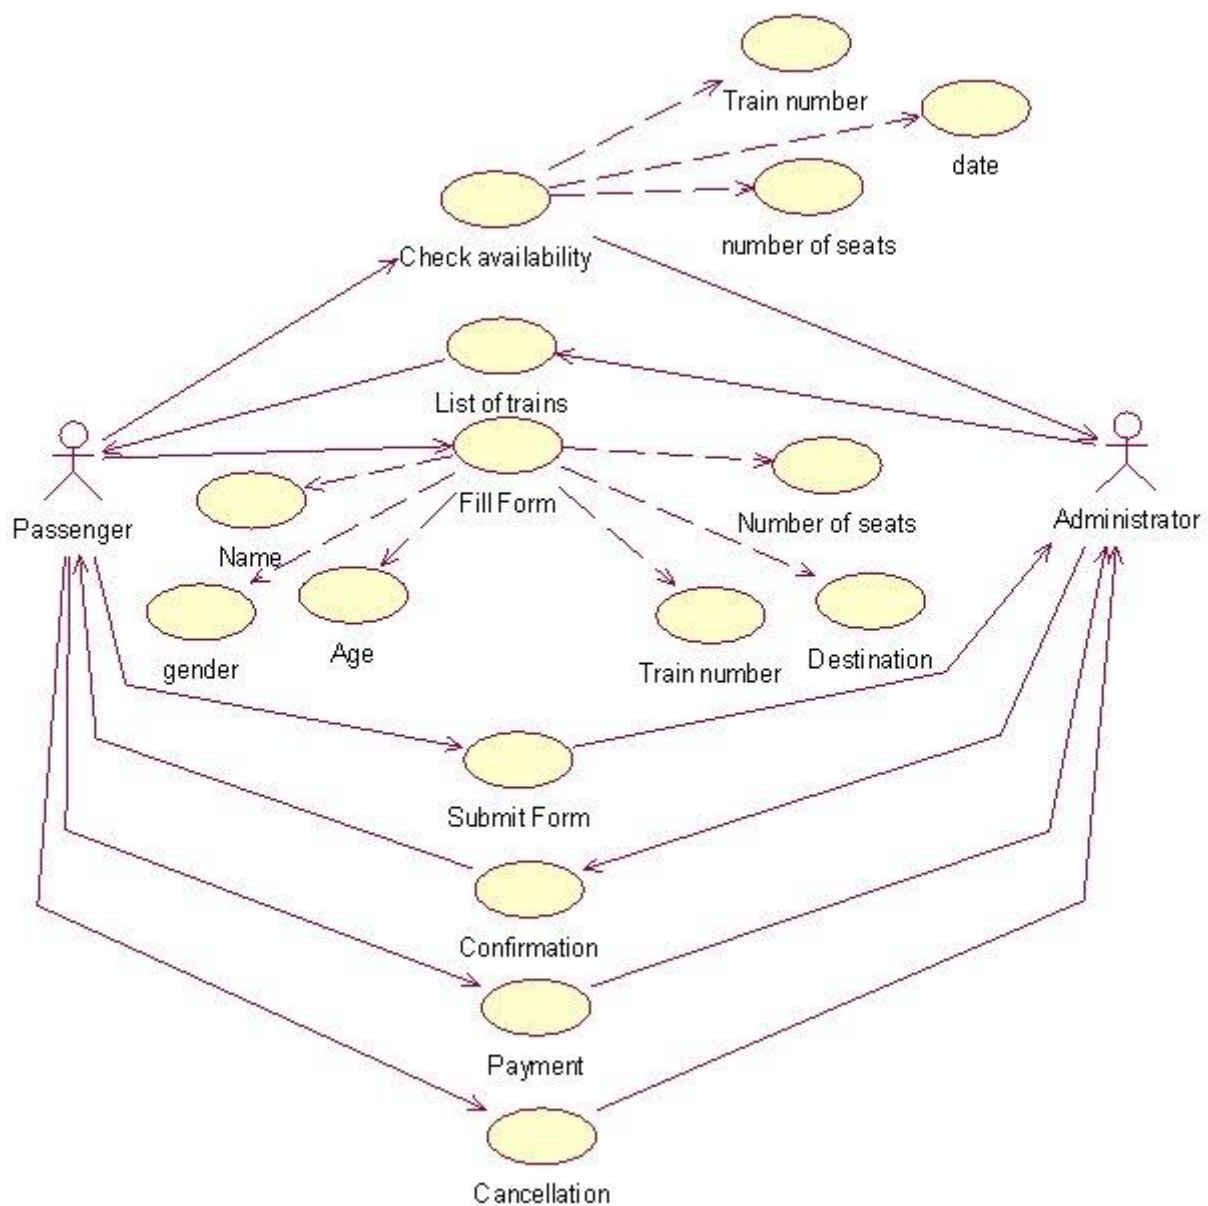 Train number
date
number of seats
Check availability
List of trains
Fill Form
Number of seats
Passenger
Administrator
Name
gender
Age
Train number
Destination
Submit Form
Confirmation
Payment
Cancellation